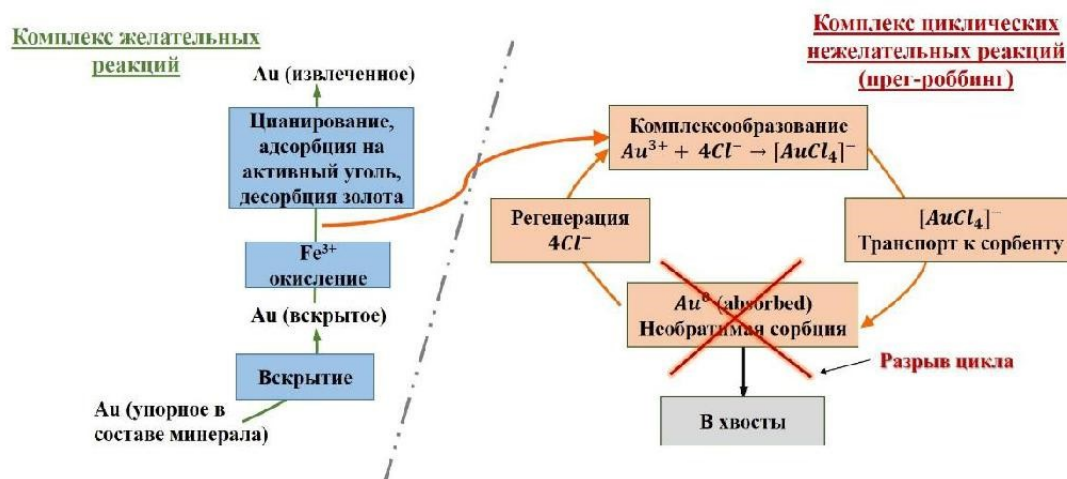 Комплекс желательных
реакций
Au (извлеченное)
Цианирование,
адсорбция на
активный уголь,
десорбция золота
Fe³⁺
окисление
Au (вскрытое)
Вскрытие
Au (упорное в
составе минерала)
Комплекс циклических
нежелательных реакций
(прег-роббинг)
Комплексообразование
Au³⁺ + 4Cl⁻ → [AuCl₄]⁻
Регенерация
4Cl⁻
[AuCl₄]⁻
Транспорт к сорбенту
Au⁰ (absorbed)
Необратимая сорбция
Разрыв цикла
В хвосты